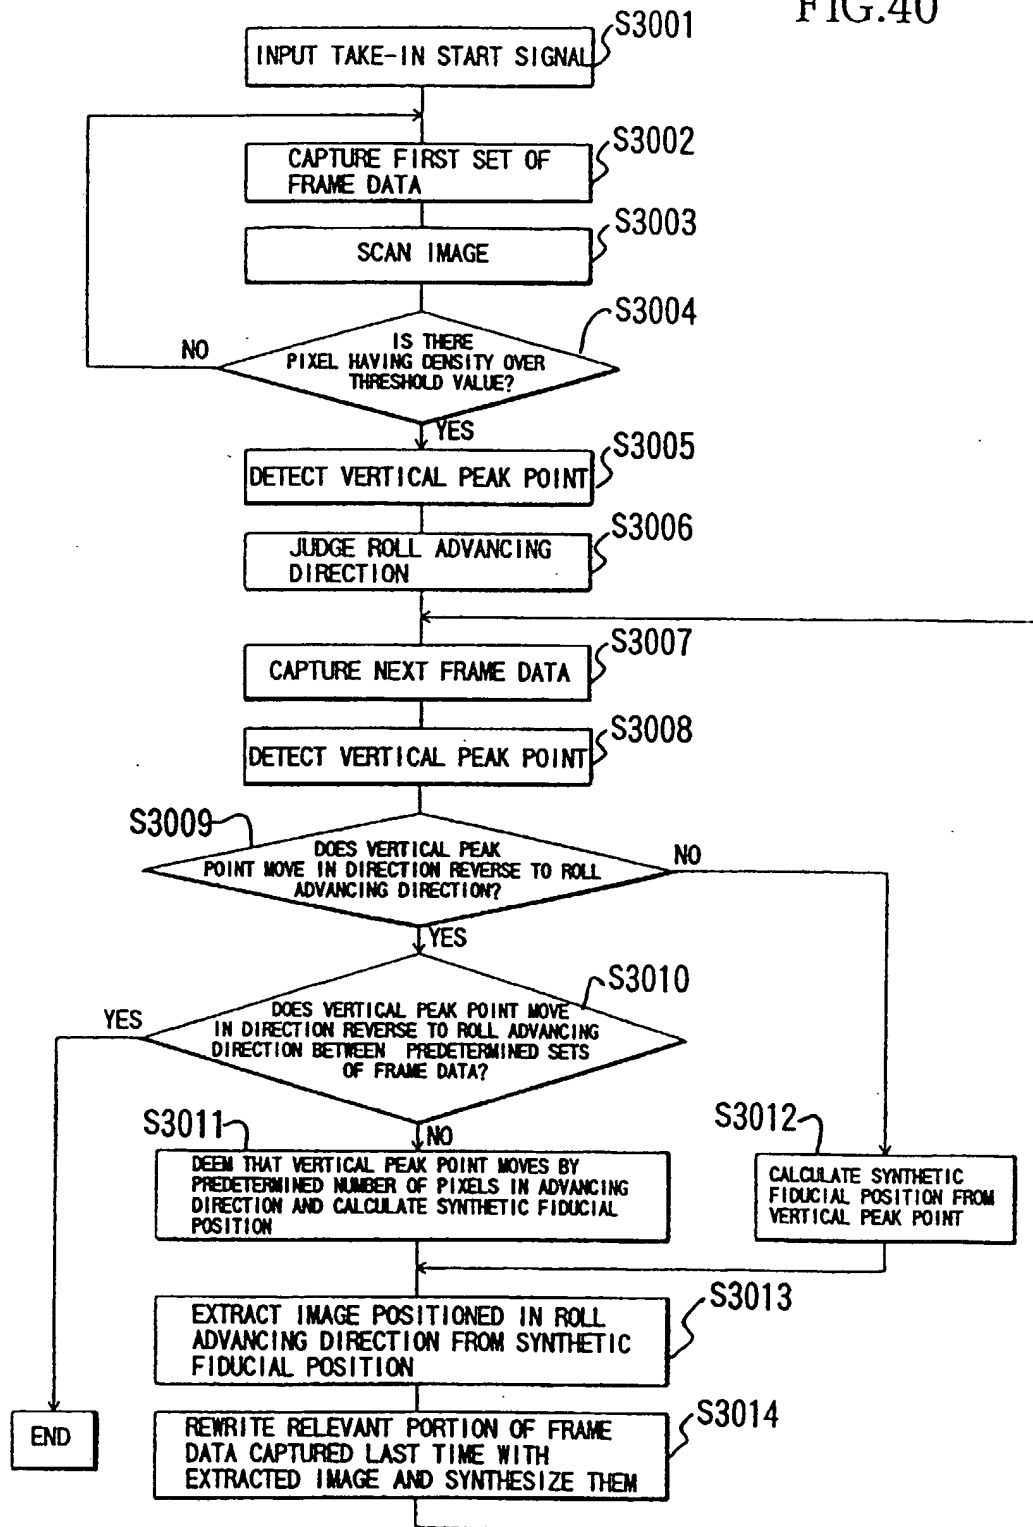 FIG.40
S3001
INPUT TAKE-IN START SIGNAL
S3002
CAPTURE FIRST SET OF
FRAME DATA
S3003
SCAN IMAGE
S3004
IS THERE
PIXEL HAVING DENSITY OVER
THRESHOLD VALUE?
NO
YES
S3005
DETECT VERTICAL PEAK POINT
S3006
JUDGE ROLL ADVANCING
DIRECTION
S3007
CAPTURE NEXT FRAME DATA
S3008
DETECT VERTICAL PEAK POINT
S3009
DOES VERTICAL PEAK
POINT MOVE IN DIRECTION REVERSE TO ROLL
ADVANCING DIRECTION?
NO
YES
S3010
DOES VERTICAL PEAK POINT MOVE
IN DIRECTION REVERSE TO ROLL ADVANCING
DIRECTION BETWEEN PREDETERMINED SETS
OF FRAME DATA?
YES
NO
S3011
DEEM THAT VERTICAL PEAK POINT MOVES BY
PREDETERMINED NUMBER OF PIXELS IN ADVANCING
DIRECTION AND CALCULATE SYNTHETIC FIDUCIAL
POSITION
S3012
CALCULATE SYNTHETIC
FIDUCIAL POSITION FROM
VERTICAL PEAK POINT
S3013
EXTRACT IMAGE POSITIONED IN ROLL
ADVANCING DIRECTION FROM SYNTHETIC
FIDUCIAL POSITION
S3014
REWRITE RELEVANT PORTION OF FRAME
DATA CAPTURED LAST TIME WITH
EXTRACTED IMAGE AND SYNTHESIZE THEM
END